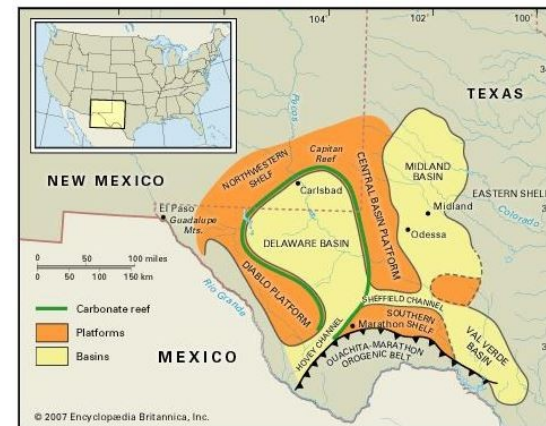 104
102
100°
TEXAS
Pecos
NORTHWESTERN
SHELF
Capitan
Reef
CENTRAL BASIN PLATFORM
MIDLAND
BASIN
NEW MEXICO
Carlsbad
EASTERN SHELF
El Paso
Guadalupe
Mts.
Midland
Colorado
Odessa
DELAWARE BASIN
0 50 100 miles
0 50 100 150 km
DIABLO PLATFORM
Rio Grande
SHEFFIELD CHANNEL
Carbonate reef
Platforms
Basins
MEXICO
HOVEY CHANNEL
SOUTHERN
SHELF
Marathon
OUACHITA-MARATHON
OROGENIC BELT
VAL VERDE
BASIN
© 2007 Encyclopædia Britannica, Inc.